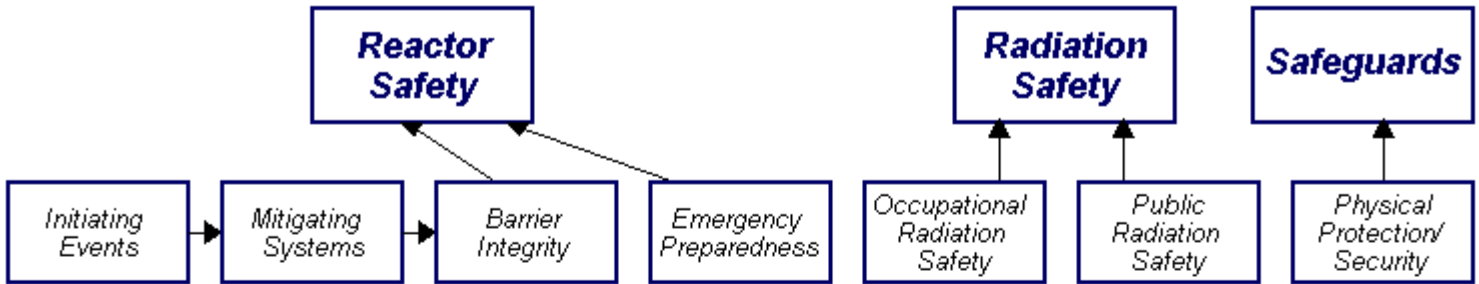 Reactor
Safety
Radiation
Safety
Safeguards
Initiating
Events
Mitigating
Systems
Barrier
Integrity
Emergency
Preparedness
Occupational
Radiation
Safety
Public
Radiation
Safety
Physical
Protection/
Security